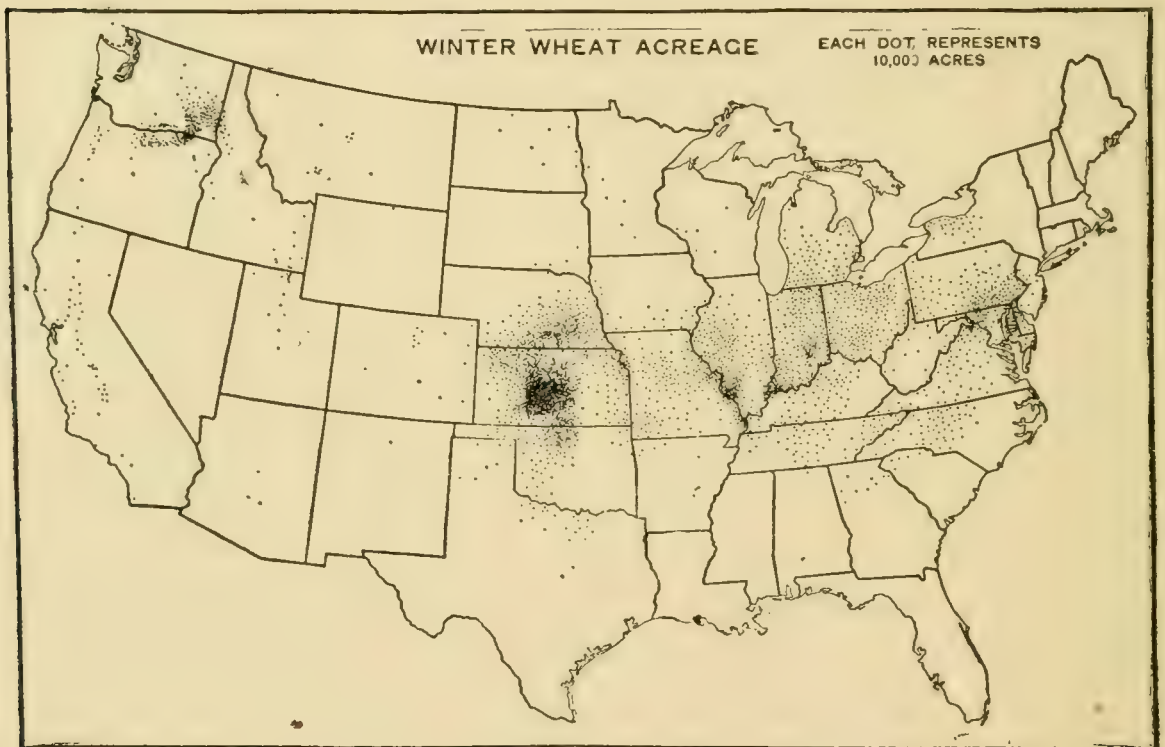 WINTER WHEAT ACREAGE
EACH DOT REPRESENTS
10,000 ACRES